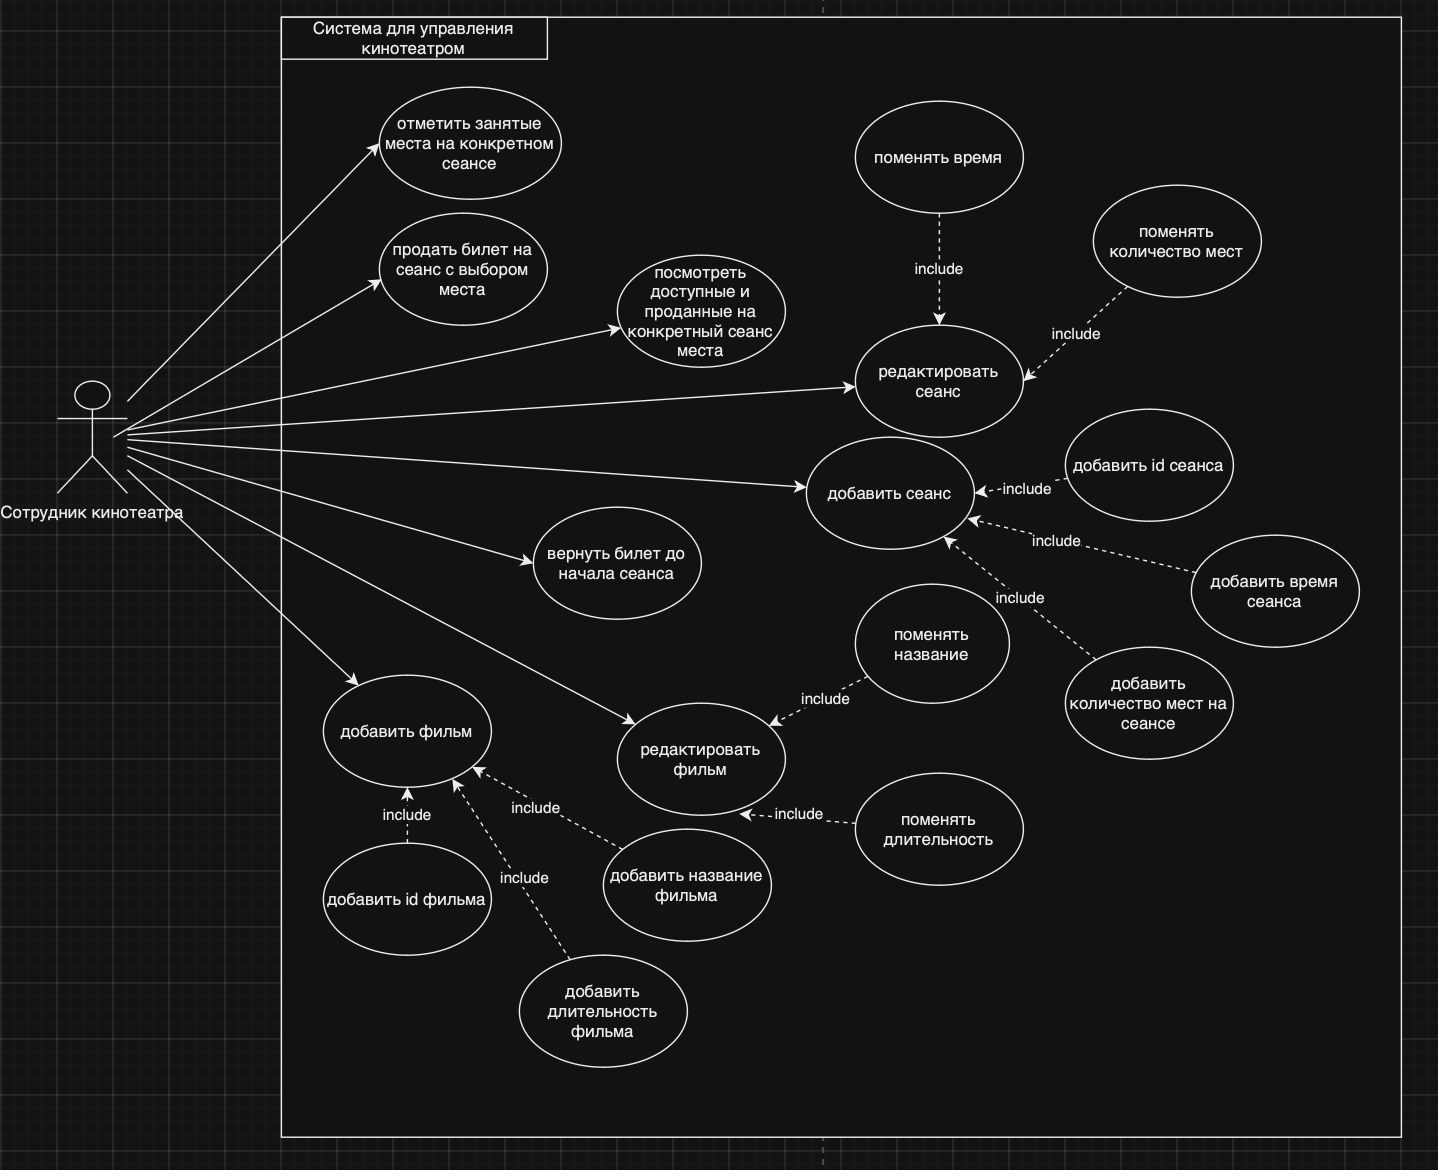 Система для управления
кинотеатром
отметить занятые
места на конкретном
сеансе
поменять время
продать билет на
сеанс с выбором
места
поменять
количество мест
посмотреть
доступные и
проданные на
конкретный сеанс
места
include
include
редактировать
сеанс
добавить id сеанса
добавить сеанс
include
Сотрудник кинотеатра
include
вернуть билет до
начала сеанса
добавить время
сеанса
include
поменять
название
добавить
количество мест на
сеансе
include
добавить фильм
редактировать
фильм
include
include
include
поменять
длительность
include
добавить название
фильма
добавить id фильма
добавить
длительность
фильма